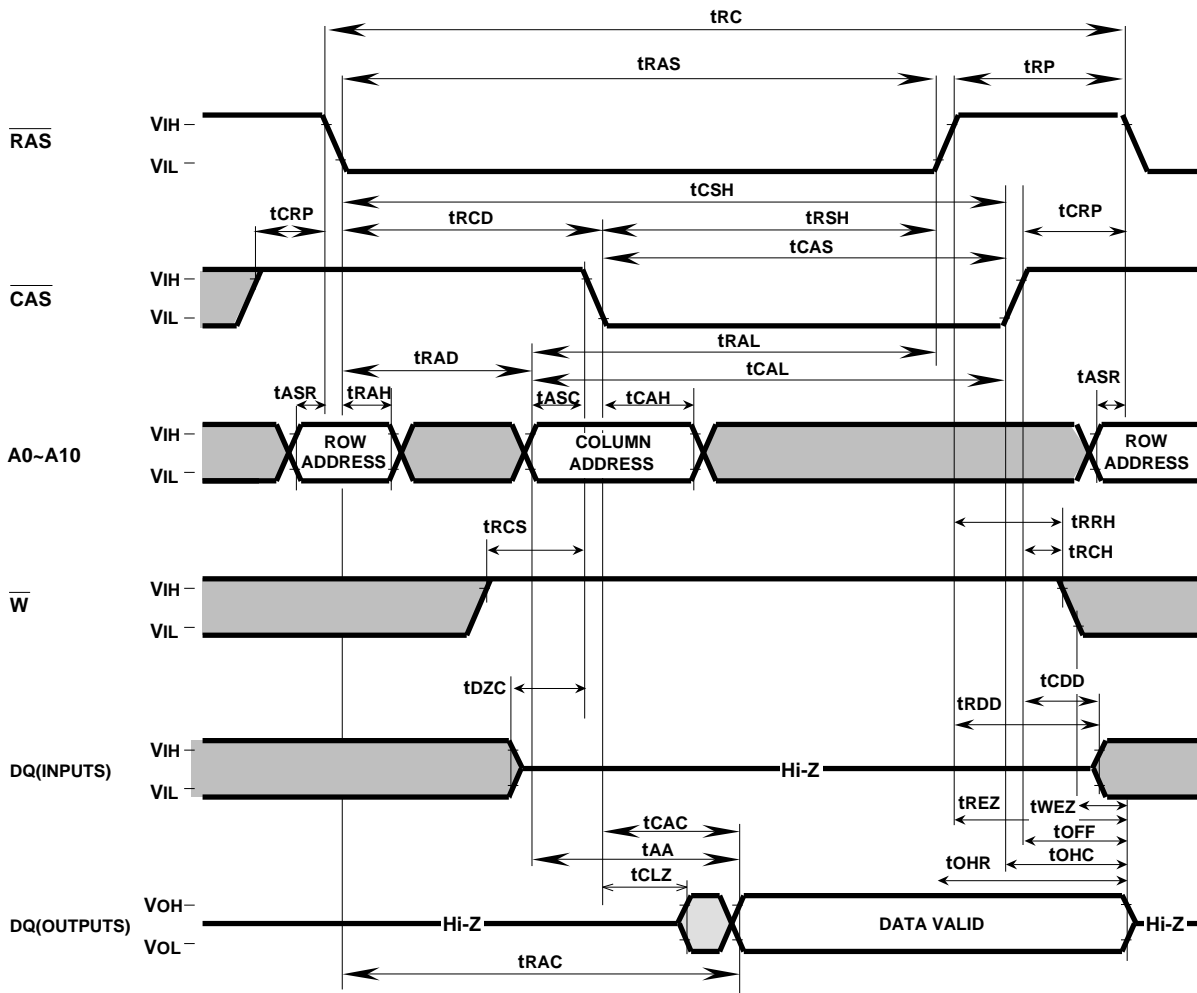 tRC
tRAS
tRP
RAS
VIH
VIL
tCSH
tCRP
tRCD
tRSH
tCRP
tCAS
CAS
VIH
VIL
tRAL
tRAD
tCAL
tASR
tRAH
tASC
tCAH
tASR
A0~A10
VIH
VIL
ROW
ADDRESS
COLUMN
ADDRESS
ROW
ADDRESS
tRCS
tRRH
tRCH
W
VIH
VIL
tDZC
tCDD
tRDD
DQ(INPUTS)
VIH
VIL
Hi-Z
tREZ
tWEZ
tCAC
tOFF
tAA
tOHC
tCLZ
tOHR
DQ(OUTPUTS)
VOH
VOL
Hi-Z
DATA VALID
Hi-Z
tRAC